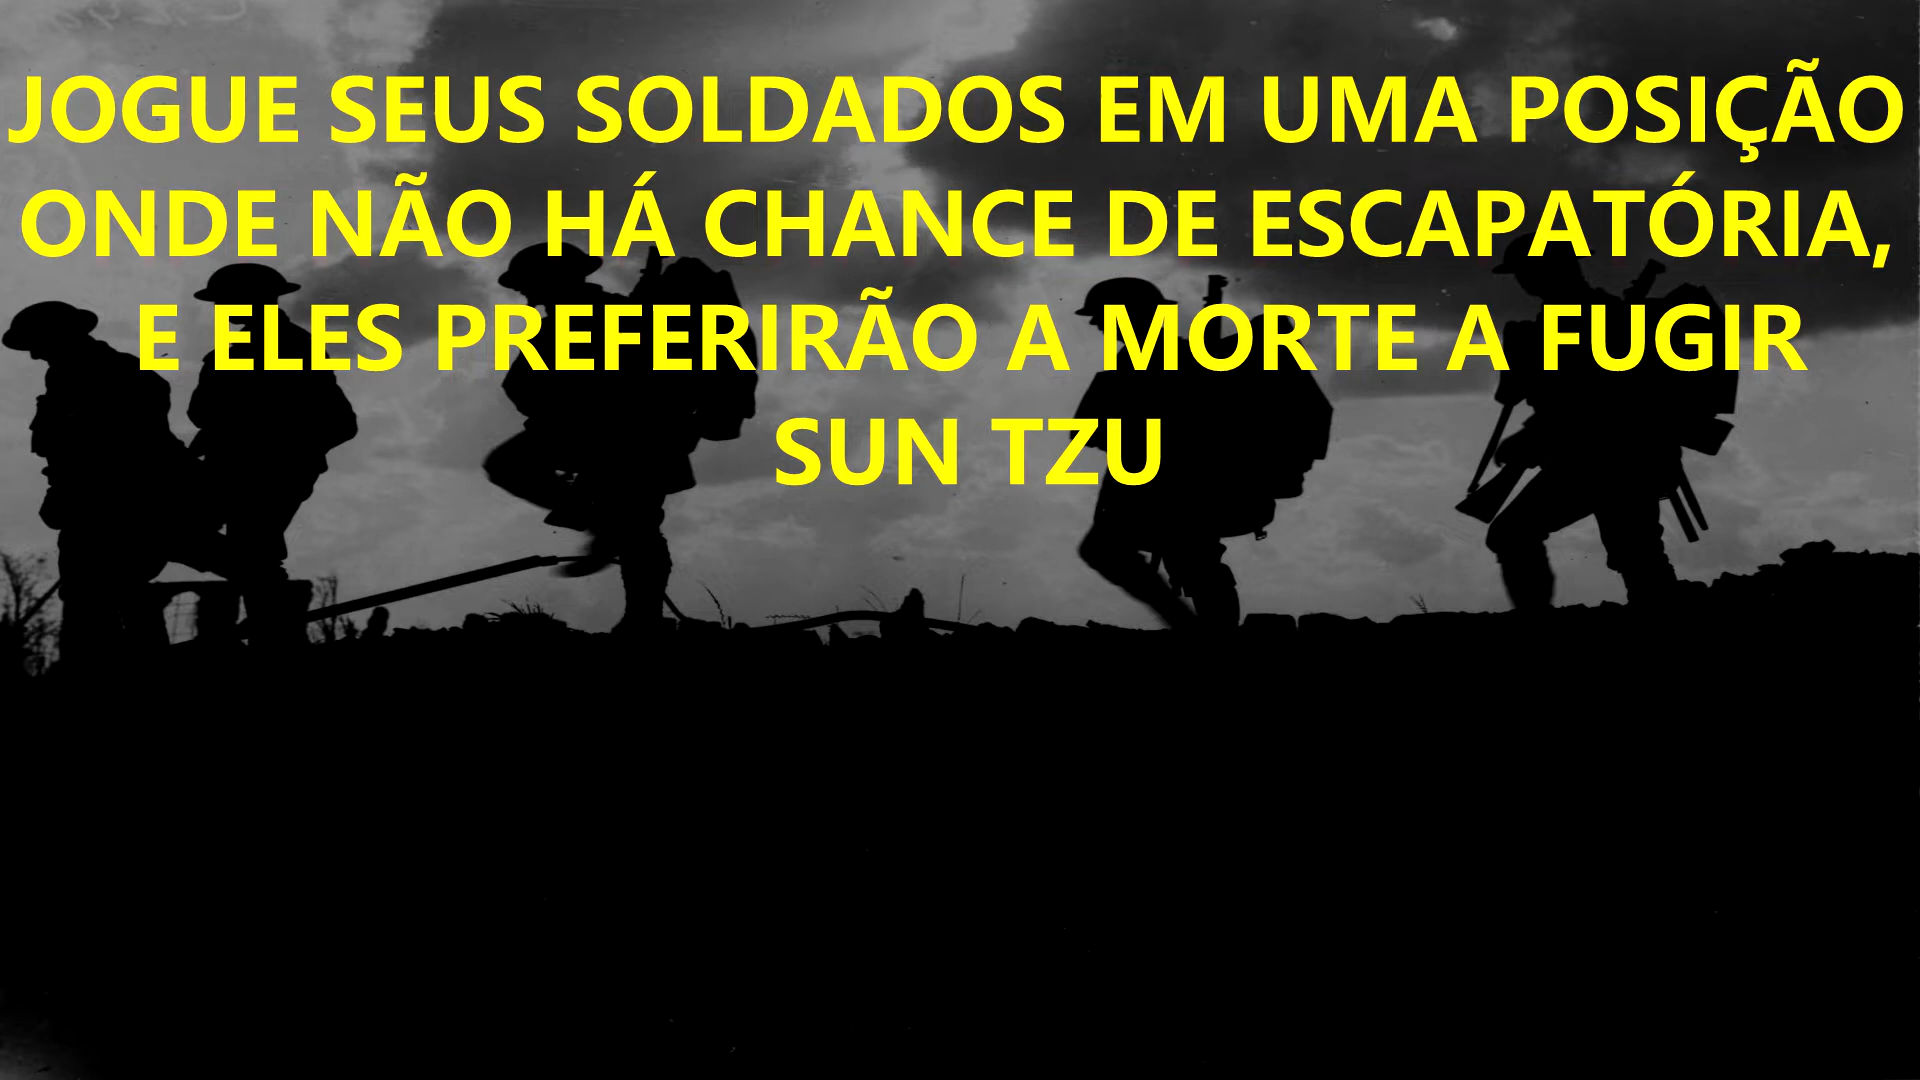 JOGUE SEUS SOLDADOS EM UMA POSIÇÃO
ONDE NÃO HÁ CHANCE DE ESCAPATÓRIA,
E ELES PREFERIRÃO A MORTE A FUGIR
SUN TZU